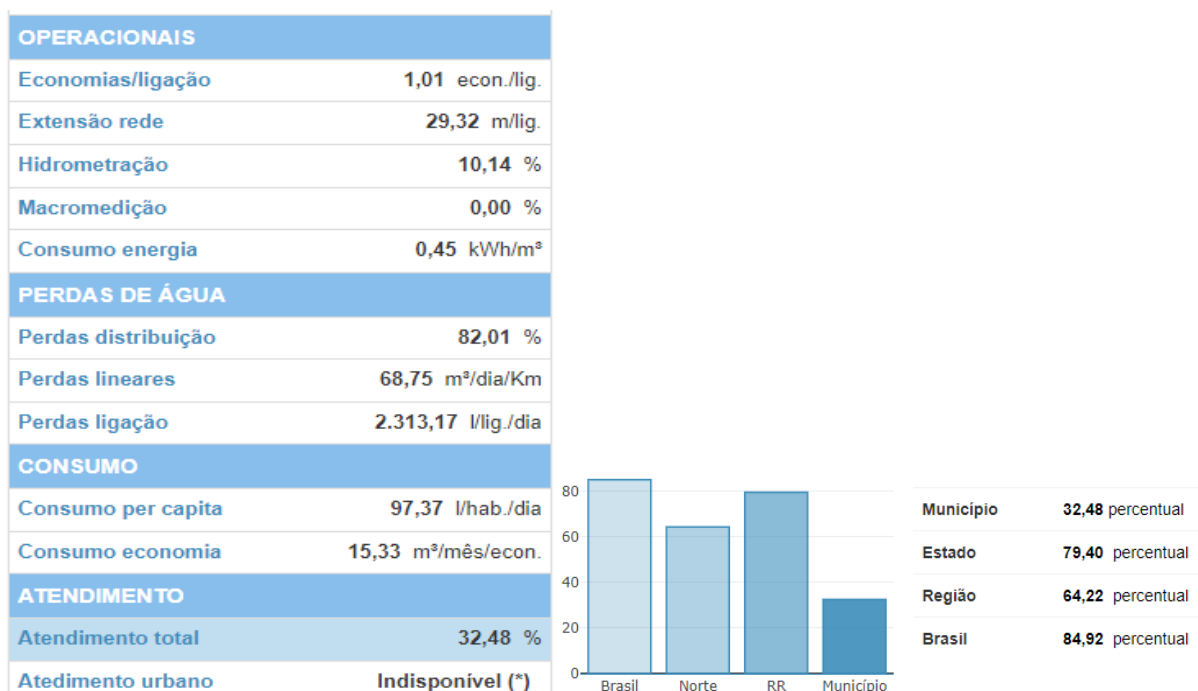 OPERACIONAIS
Economias/ligação 1,01 econ./lig.
Extensão rede 29,32 m/lig.
Hidrometração 10,14 %
Macromedição 0,00 %
Consumo energia 0,45 kWh/m³
PERDAS DE ÁGUA
Perdas distribuição 82,01 %
Perdas lineares 68,75 m³/dia/Km
Perdas ligação 2.313,17 l/lig./dia
CONSUMO
Consumo per capita 97,37 l/hab./dia
Consumo economia 15,33 m³/mês/econ.
ATENDIMENTO
Atendimento total 32,48 %
Atedimento urbano Indisponível (*)
80
60
40
20
0
Brasil Norte RR Município
Município 32,48 percentual
Estado 79,40 percentual
Região 64,22 percentual
Brasil 84,92 percentual